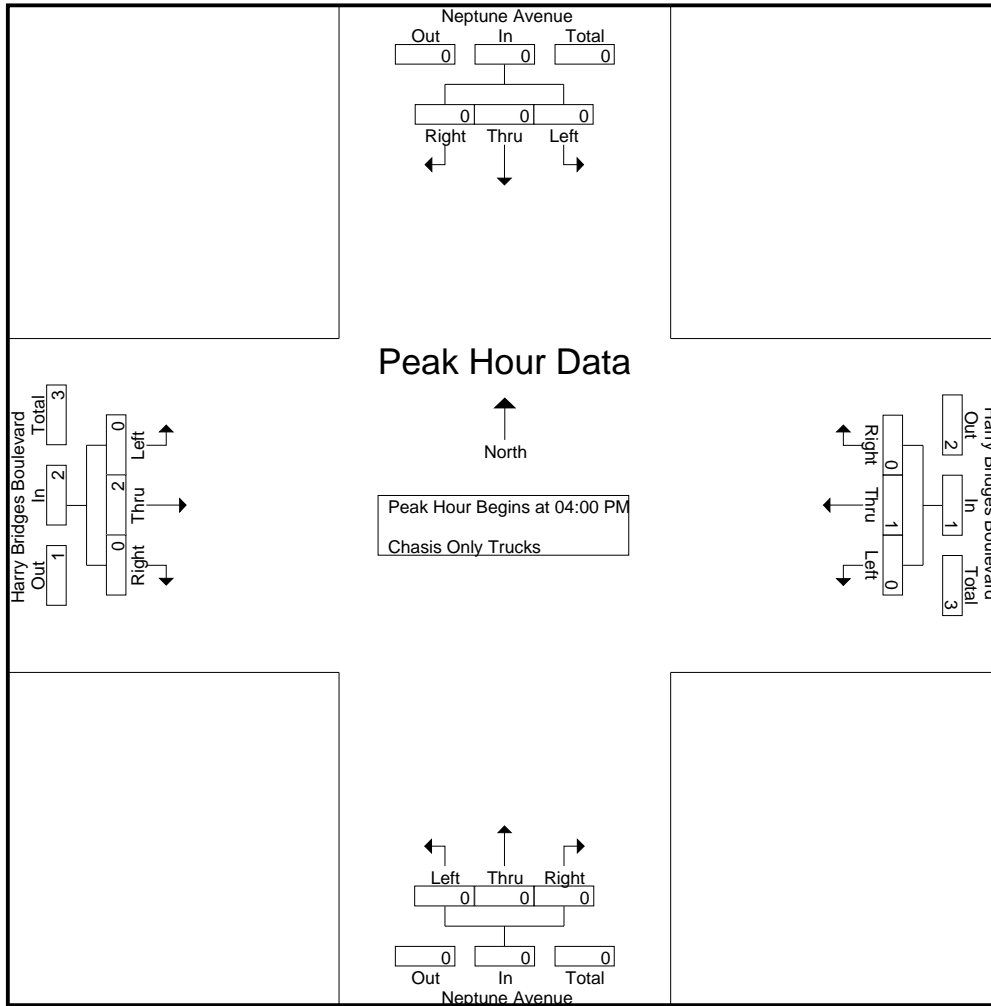 Neptune Avenue
Out In Total
0 0 0
0 0 0
Right Thru Left
Peak Hour Data
North
Peak Hour Begins at 04:00 PM
Chasis Only Trucks
Harry Bridges Boulevard
Total In Out
3 2 1
0 2 0
Left Thru Right
Right Thru Left
0 1 0
Out In Total
2 1 3
Harry Bridges Boulevard
Left Thru Right
0 0 0
0 0 0
Out In Total
Neptune Avenue